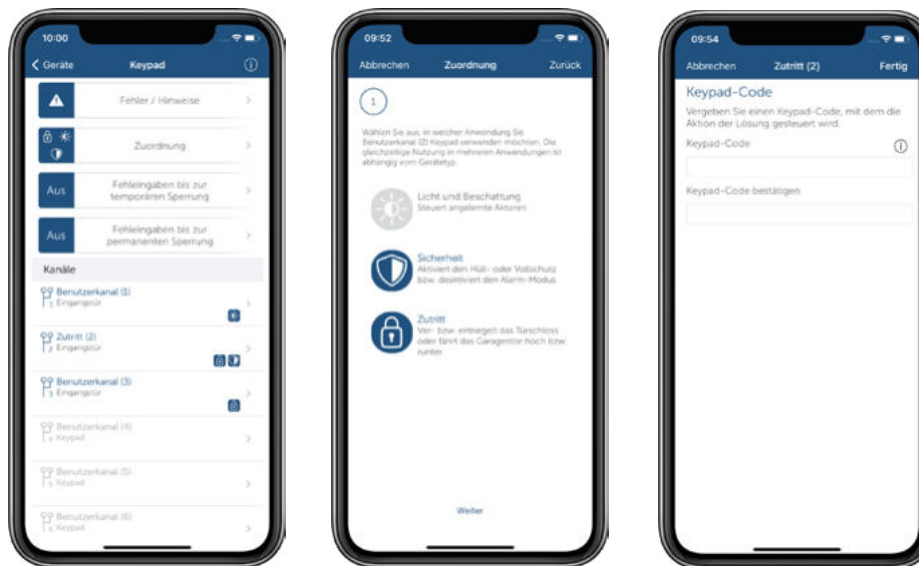 10:00
Geräte
Keypad
Fehler / Hinweise
Zuordnung
Aus
Fehleingaben bis zur
temporären Sperrung
Aus
Fehleingaben bis zur
permanenten Sperrung
Kanäle
Benutzerkanal (1)
1 Eingangstür
Zutritt (2)
2 Eingangstür
Benutzerkanal (3)
3 Eingangstür
Benutzerkanal (4)
4 Keypad
Benutzerkanal (5)
5 Keypad
Benutzerkanal (6)
6 Keypad
09:52
Abbrechen
Zuordnung
Zurück
1
Wählen Sie aus, in welcher Anwendung Sie
Benutzerkanal (2) Keypad verwenden möchten. Die
gleichzeitige Nutzung in mehreren Anwendungen ist
abhängig vom Gerätetyp.
Licht und Beschattung
Steuert angelernte Aktoren
Sicherheit
Aktiviert den Hüll- oder Vollschutz
bzw. deaktiviert den Alarm-Modus
Zutritt
Ver- bzw. entriegelt das Türschloss
oder fährt das Garagentor hoch bzw.
runter.
Weiter
09:54
Abbrechen
Zutritt (2)
Fertig
Keypad-Code
Vergeben Sie einen Keypad-Code, mit dem die
Aktion der Lösung gesteuert wird.
Keypad-Code
Keypad-Code bestätigen